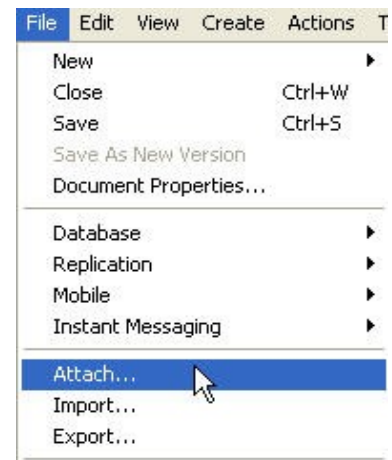 File Edit View Create Actions T
New
Close Ctrl+W
Save Ctrl+S
Save As New Version
Document Properties...
Database
Replication
Mobile
Instant Messaging
Attach...
Import...
Export...